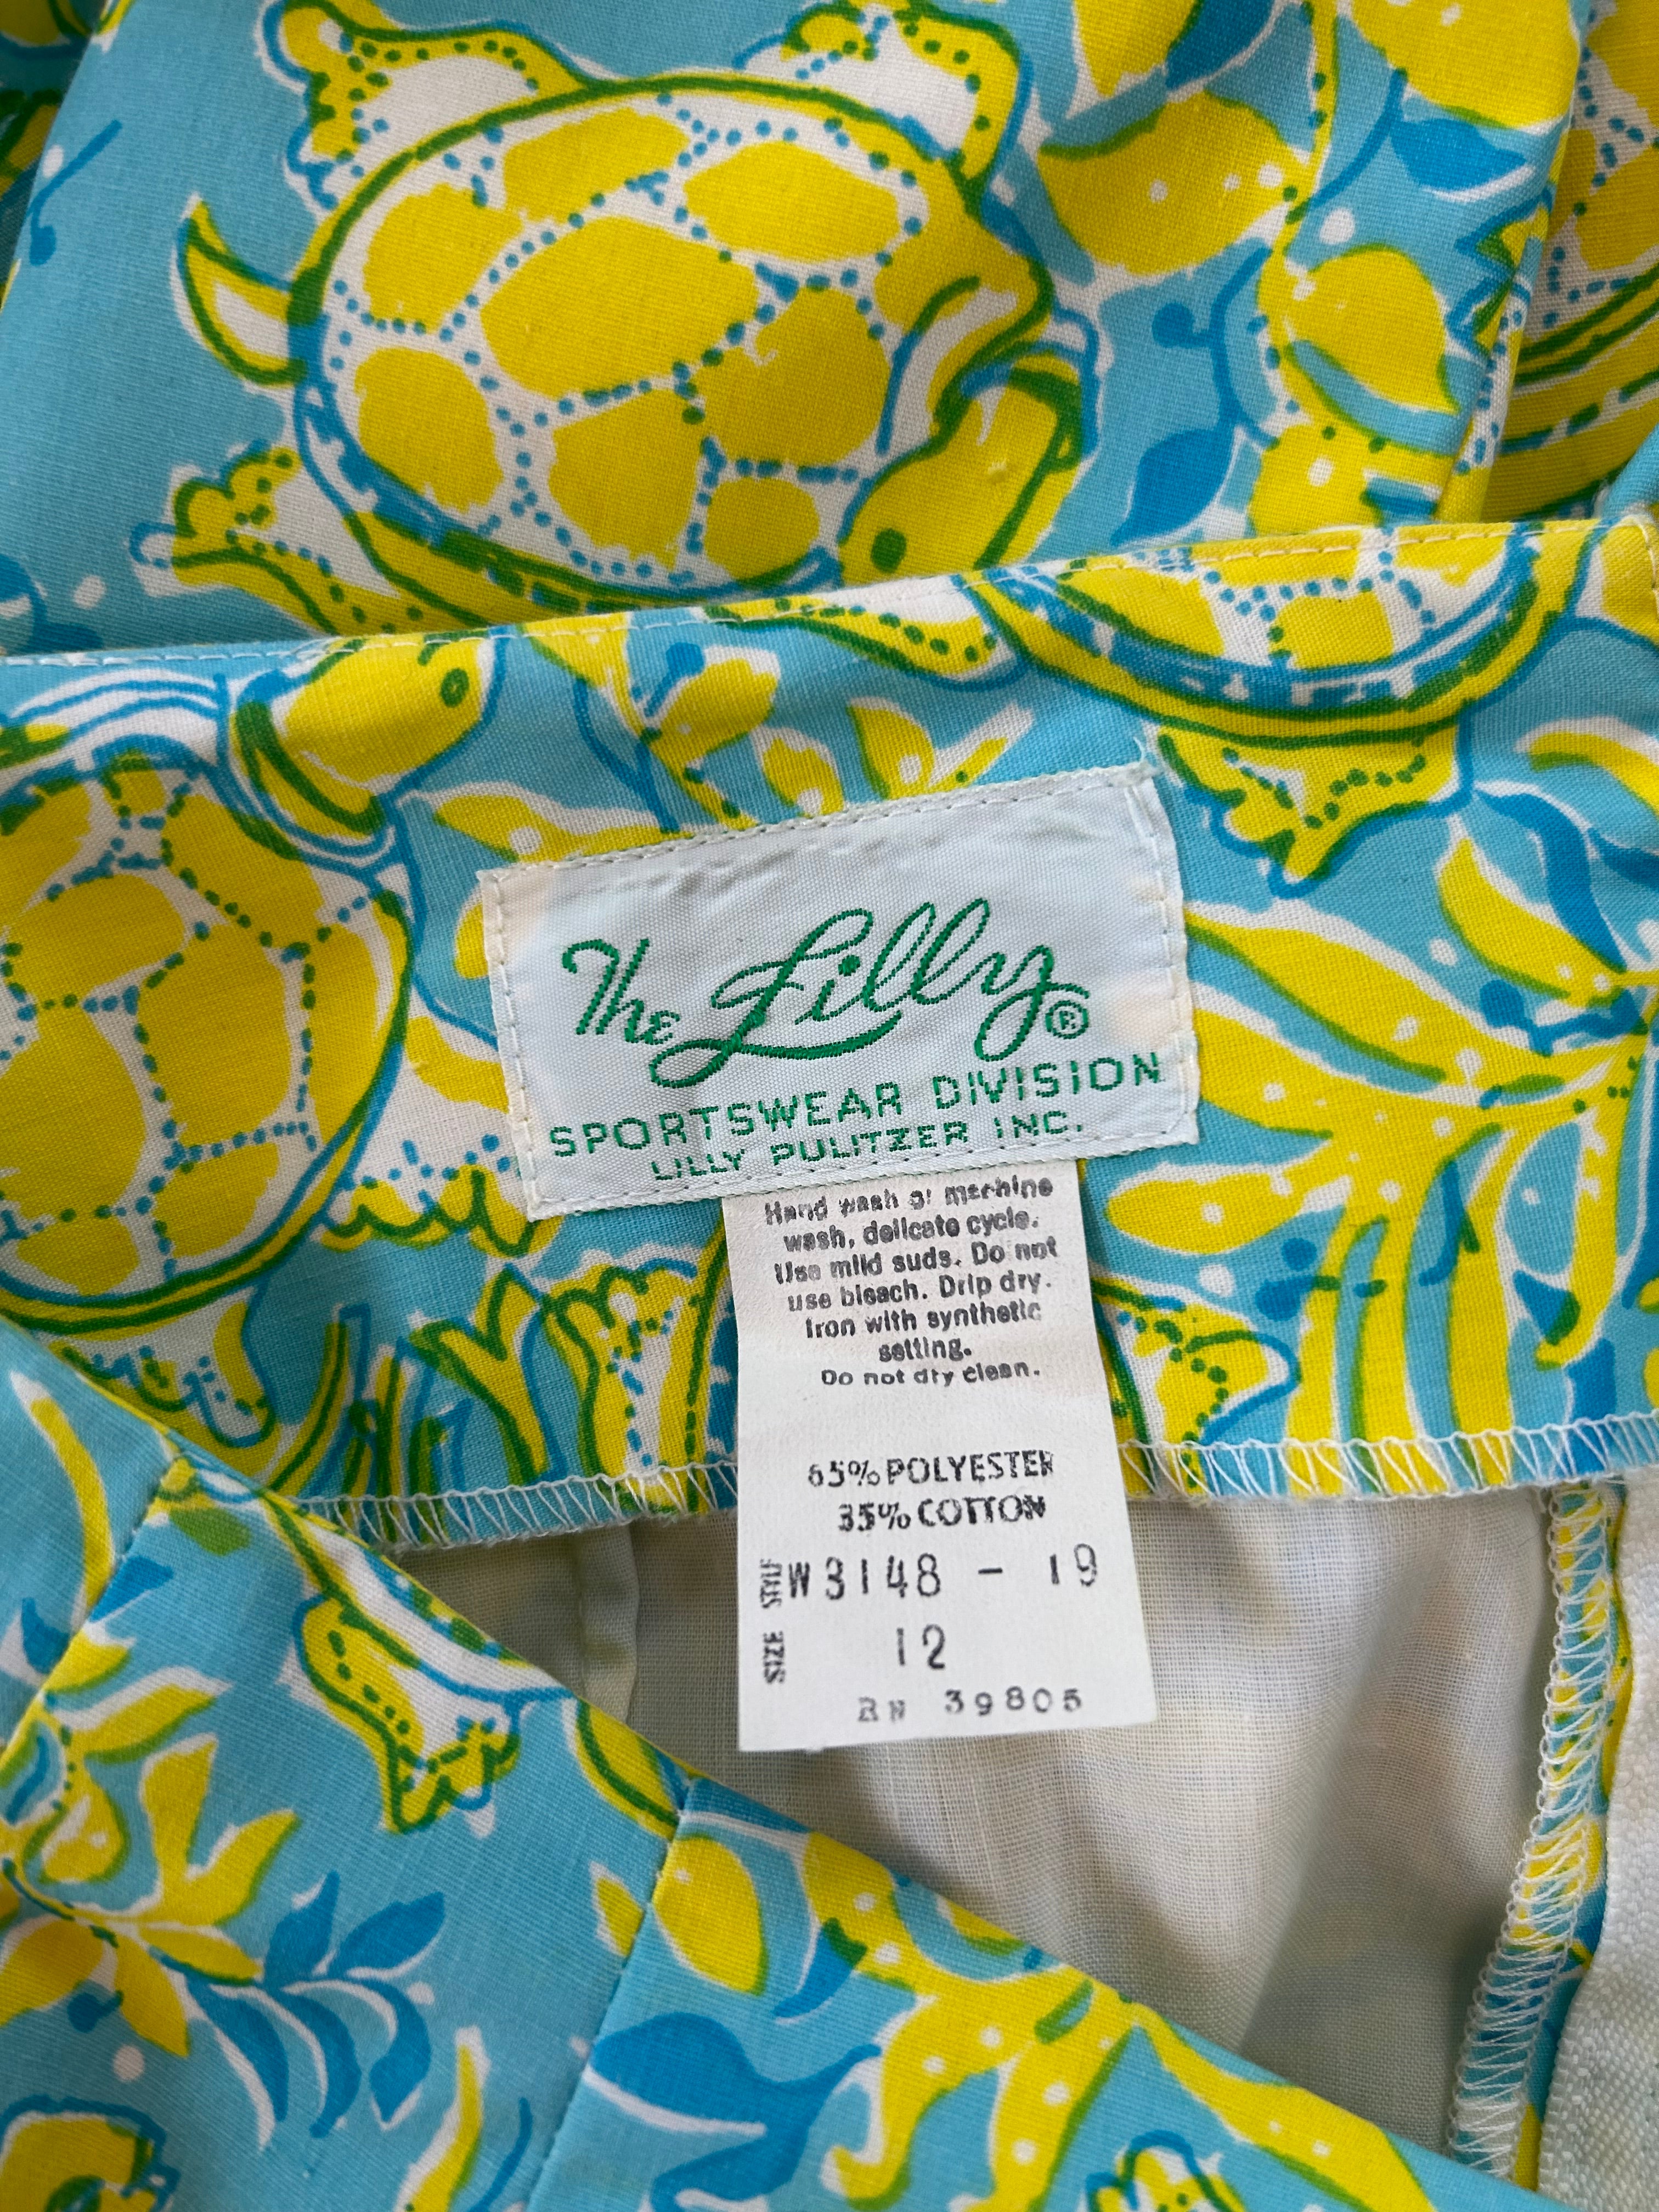 The Lilly®
SPORTSWEAR DIVISION
LILLY PULITZER INC.
Hand wash or machine
wash, delicate cycle.
Use mild suds. Do not
use bleach. Drip dry.
Iron with synthetic
setting.
Do not dry clean.
65% POLYESTER
35% COTTON
STYLE W3148 - 19
SIZE 12
RN 39805